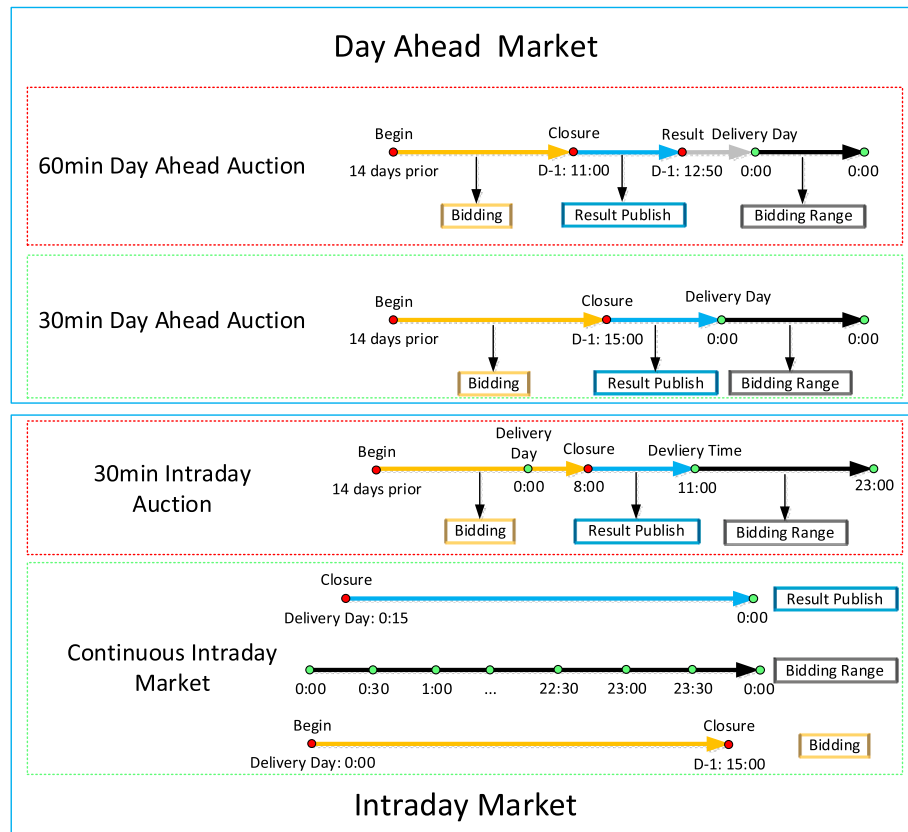 Day Ahead Market
60min Day Ahead Auction
Begin
Closure
Result
Delivery Day
14 days prior
D-1: 11:00
D-1: 12:50
0:00
0:00
Bidding
Result Publish
Bidding Range
30min Day Ahead Auction
Begin
Closure
Delivery Day
14 days prior
D-1: 15:00
0:00
0:00
Bidding
Result Publish
Bidding Range
30min Intraday
Auction
Begin
Delivery
Day
Closure
Devliery Time
14 days prior
0:00
8:00
11:00
23:00
Bidding
Result Publish
Bidding Range
Continuous Intraday
Market
Closure
Delivery Day: 0:15
0:00
Result Publish
0:00
0:30
1:00
...
22:30
23:00
23:30
0:00
Bidding Range
Begin
Closure
Delivery Day: 0:00
D-1: 15:00
Bidding
Intraday Market